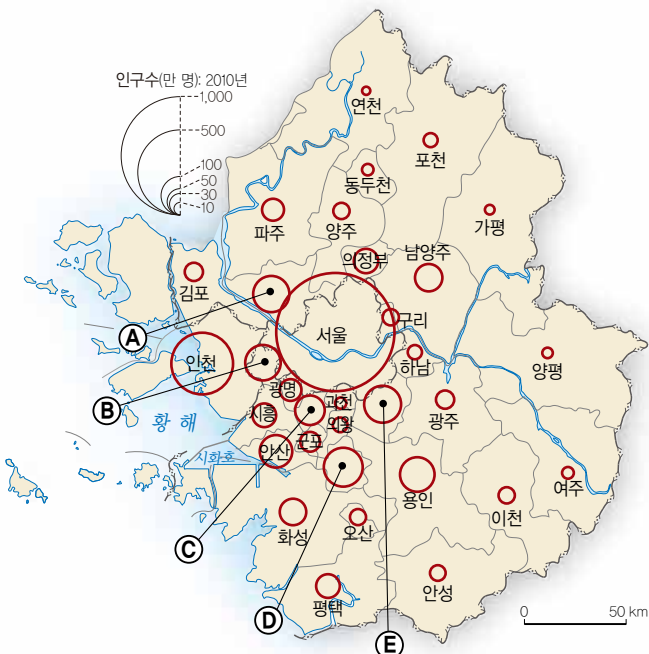 인구수(만 명): 2010년
1,000
500
100
50
30
10
연천
포천
동두천
파주
양주
가평
의정부
남양주
김포
구리
서울
A
인천
하남
양평
B
광명
과천
시흥
광주
황해
의왕
군포
안산
시화호
용인
여주
이천
화성
오산
C
안성
평택
D
0
50 km
E